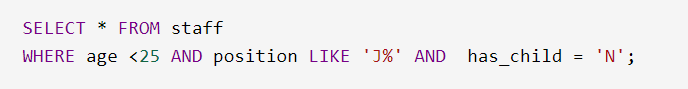 SELECT * FROM staff
WHERE age <25 AND position LIKE 'J%' AND  has_child = 'N';